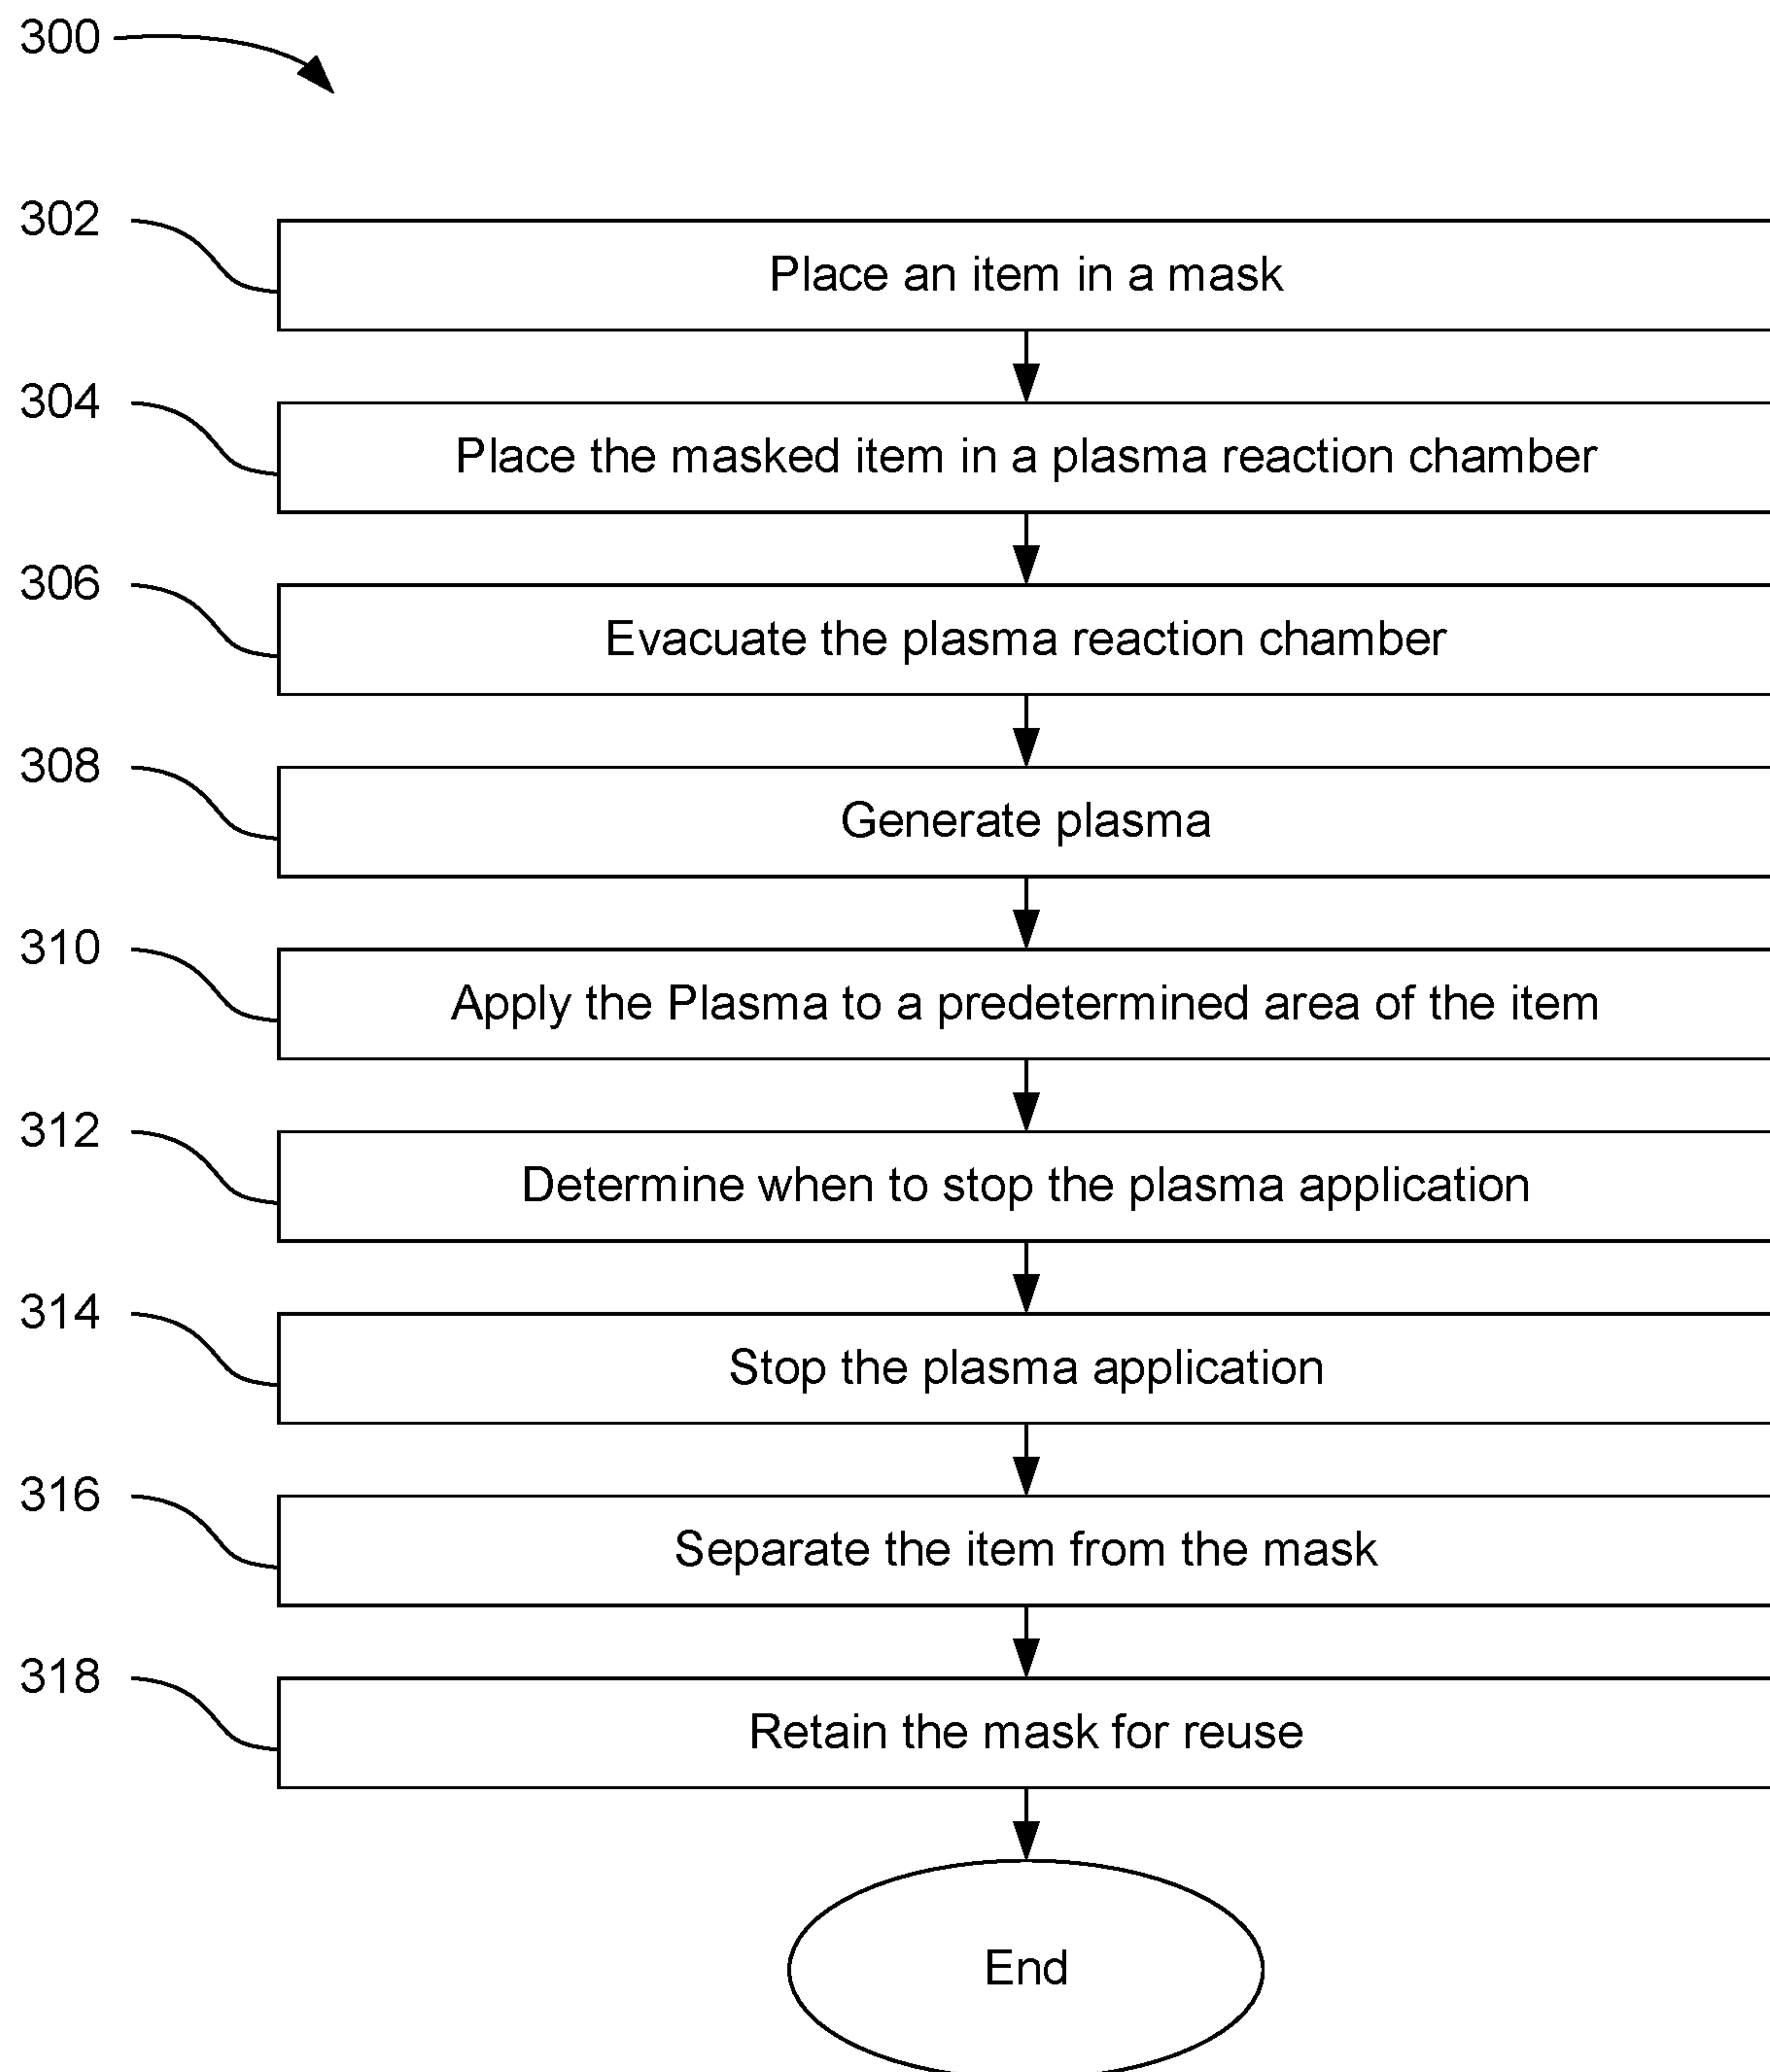 300
302
Place an item in a mask
304
Place the masked item in a plasma reaction chamber
306
Evacuate the plasma reaction chamber
308
Generate plasma
310
Apply the Plasma to a predetermined area of the item
312
Determine when to stop the plasma application
314
Stop the plasma application
316
Separate the item from the mask
318
Retain the mask for reuse
End